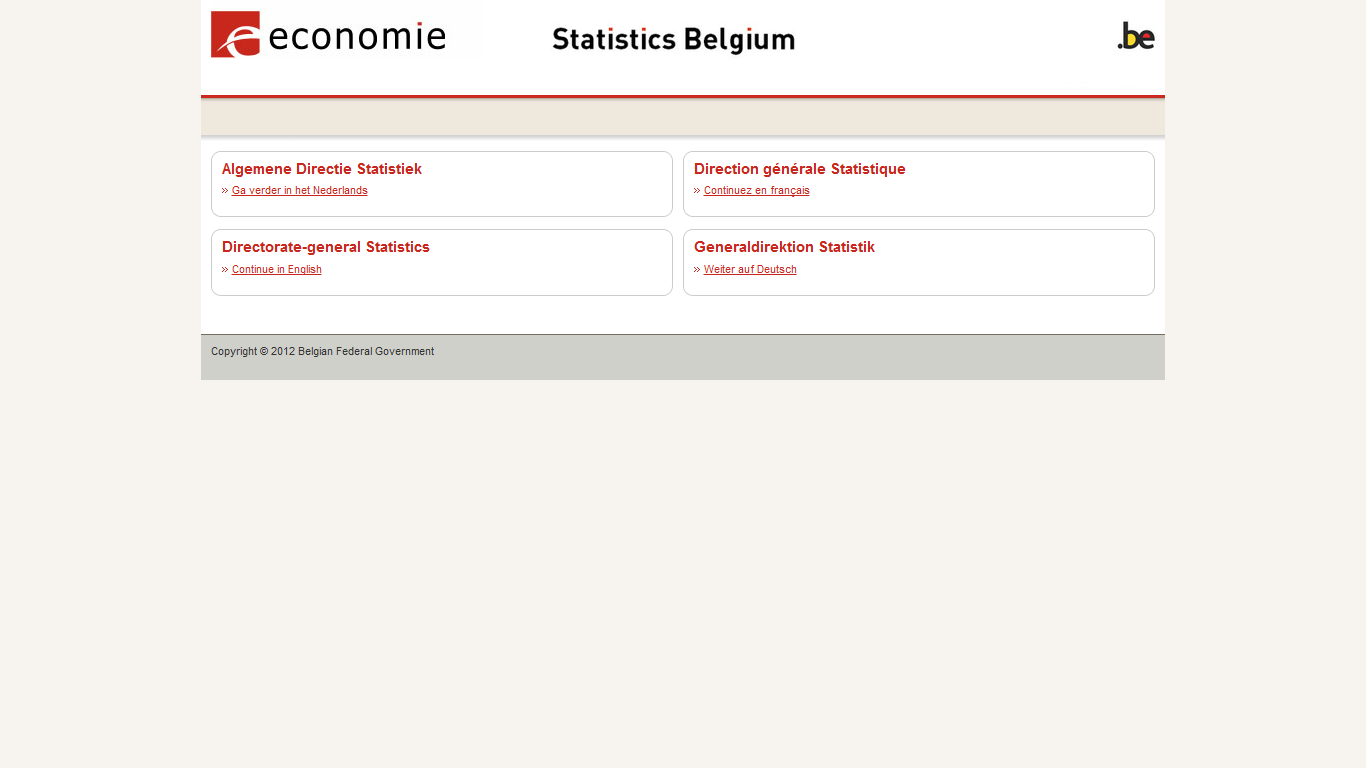 economie
Statistics Belgium
.be
Algemene Directie Statistiek
» Ga verder in het Nederlands
Direction générale Statistique
» Continuez en français
Directorate-general Statistics
» Continue in English
Generaldirektion Statistik
» Weiter auf Deutsch
Copyright © 2012 Belgian Federal Government